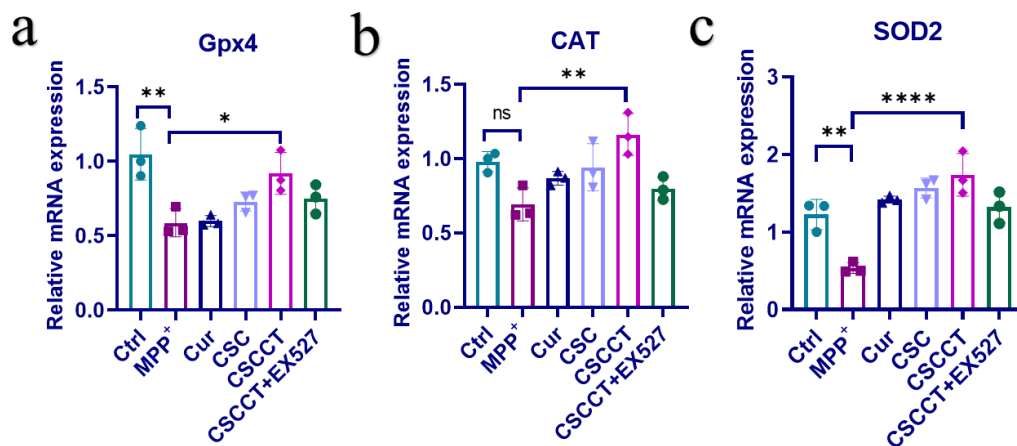 a
Gpx4
Relative mRNA expression
1.5
1.0
0.5
0.0
**
*
Ctrl
MPP+
Cur
CSC
CSCCT
CSCCT+EX527
b
CAT
Relative mRNA expression
1.5
1.0
0.5
0.0
ns
**
Ctrl
MPP+
Cur
CSC
CSCCT
CSCCT+EX527
c
SOD2
Relative mRNA expression
3
2
1
0
**
****
Ctrl
MPP+
Cur
CSC
CSCCT
CSCCT+EX527